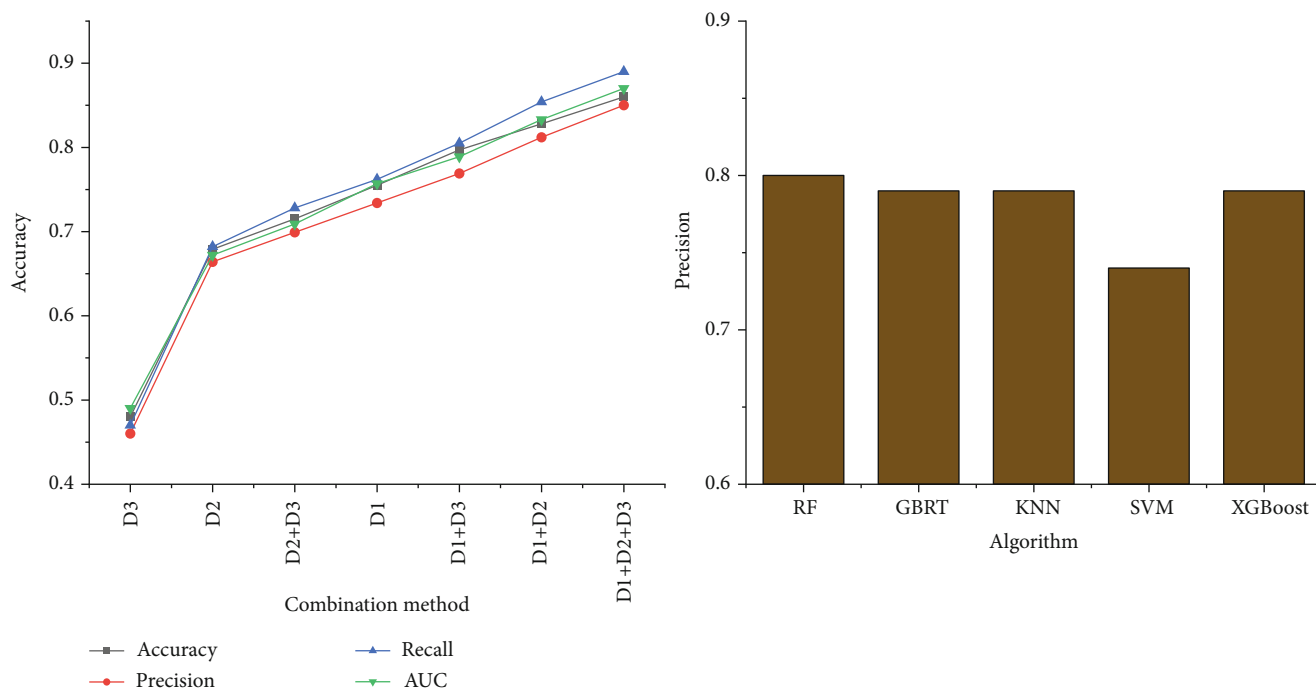 Accuracy
0.9
0.8
0.7
0.6
0.5
0.4
D3
D2
D2+D3
D1
D1+D3
D1+D2
D1+D2+D3
Combination method
Accuracy
Recall
Precision
AUC
Precision
0.9
0.8
0.7
0.6
RF
GBRT
KNN
SVM
XGBoost
Algorithm